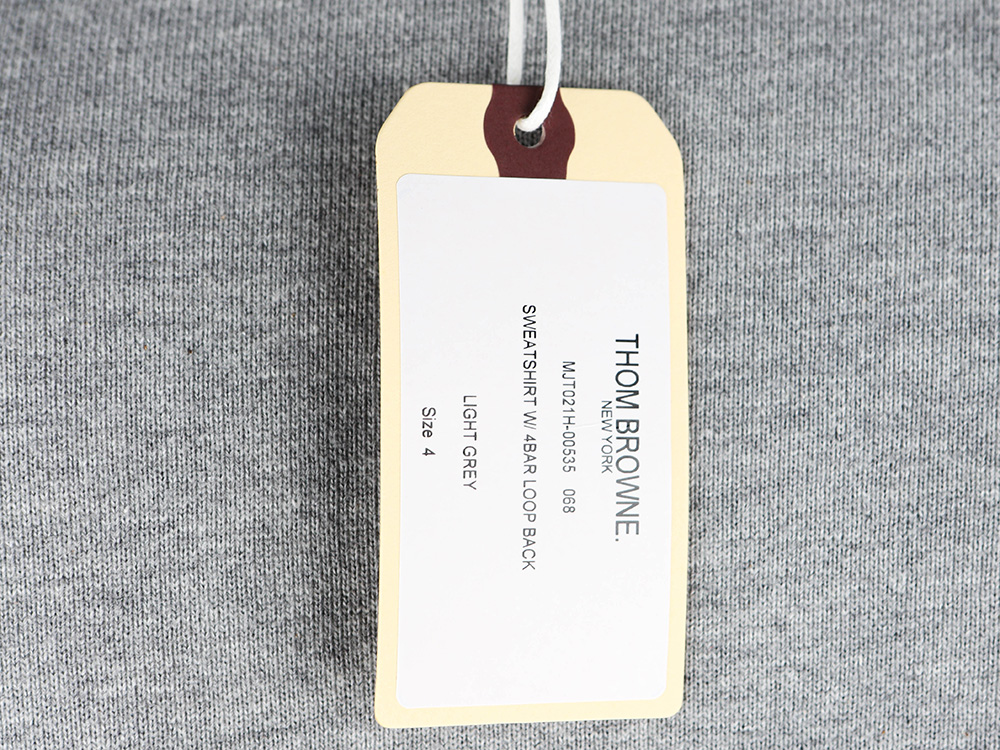 THOM BROWNE.
NEW YORK
MJT021H-00535 068
SWEATSHIRT W/ 4BAR LOOP BACK
LIGHT GREY
Size 4